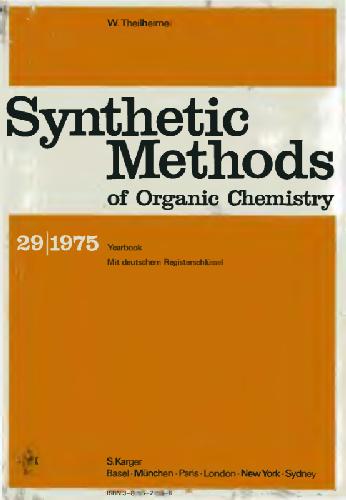 W. Theilheimer
Synthetic
Methods
of Organic Chemistry
29|1975 Yearbook
Mit deutschem Registerschlüssel
S. Karger
Basel · München · Paris · London · New York · Sydney